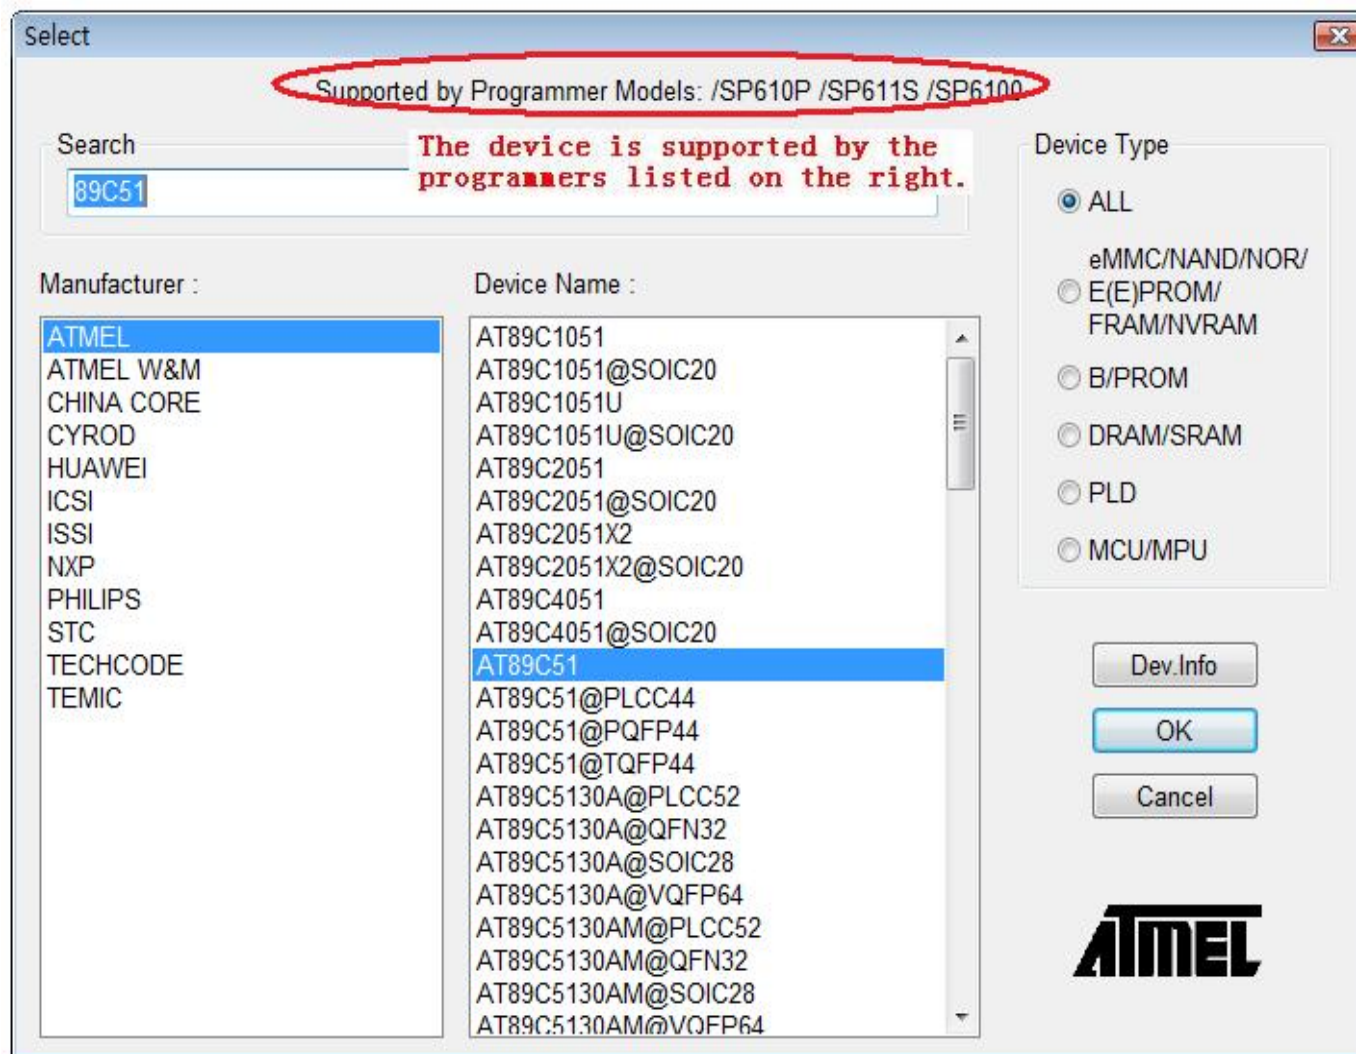 Select
Supported by Programmer Models: /SP610P /SP611S /SP6100
Search
The device is supported by the
programmers listed on the right.
89C51
Manufacturer :
ATMEL
ATMEL W&M
CHINA CORE
CYROD
HUAWEI
ICSI
ISSI
NXP
PHILIPS
STC
TECHCODE
TEMIC
Device Name :
AT89C1051
AT89C1051@SOIC20
AT89C1051U
AT89C1051U@SOIC20
AT89C2051
AT89C2051@SOIC20
AT89C2051X2
AT89C2051X2@SOIC20
AT89C4051
AT89C4051@SOIC20
AT89C51
AT89C51@PLCC44
AT89C51@PQFP44
AT89C51@TQFP44
AT89C5130A@PLCC52
AT89C5130A@QFN32
AT89C5130A@SOIC28
AT89C5130A@VQFP64
AT89C5130AM@PLCC52
AT89C5130AM@QFN32
AT89C5130AM@SOIC28
AT89C5130AM@VQFP64
Device Type
ALL
eMMC/NAND/NOR/
E(E)PROM/
FRAM/NVRAM
B/PROM
DRAM/SRAM
PLD
MCU/MPU
Dev.Info
OK
Cancel
ATMEL